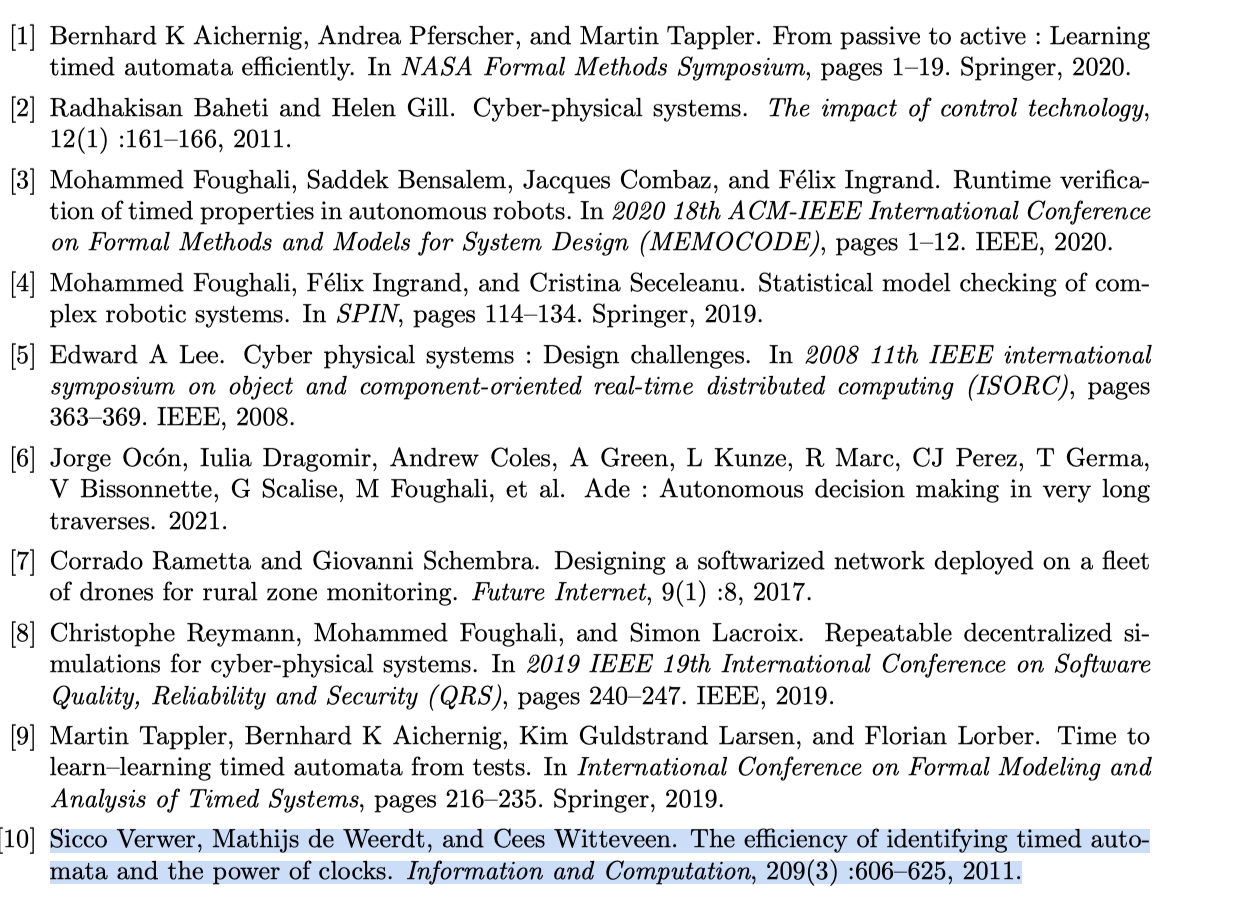 [1] Bernhard K Aichernig, Andrea Pferscher, and Martin Tappler. From passive to active : Learning
timed automata efficiently. In NASA Formal Methods Symposium, pages 1–19. Springer, 2020.
[2] Radhakisan Baheti and Helen Gill. Cyber-physical systems. The impact of control technology,
12(1) :161–166, 2011.
[3] Mohammed Foughali, Saddek Bensalem, Jacques Combaz, and Félix Ingrand. Runtime verifica-
tion of timed properties in autonomous robots. In 2020 18th ACM-IEEE International Conference
on Formal Methods and Models for System Design (MEMOCODE), pages 1–12. IEEE, 2020.
[4] Mohammed Foughali, Félix Ingrand, and Cristina Seceleanu. Statistical model checking of com-
plex robotic systems. In SPIN, pages 114–134. Springer, 2019.
[5] Edward A Lee. Cyber physical systems : Design challenges. In 2008 11th IEEE international
symposium on object and component-oriented real-time distributed computing (ISORC), pages
363–369. IEEE, 2008.
[6] Jorge Ocón, Iulia Dragomir, Andrew Coles, A Green, L Kunze, R Marc, CJ Perez, T Germa,
V Bissonnette, G Scalise, M Foughali, et al. Ade : Autonomous decision making in very long
traverses. 2021.
[7] Corrado Rametta and Giovanni Schembra. Designing a softwarized network deployed on a fleet
of drones for rural zone monitoring. Future Internet, 9(1) :8, 2017.
[8] Christophe Reymann, Mohammed Foughali, and Simon Lacroix. Repeatable decentralized si-
mulations for cyber-physical systems. In 2019 IEEE 19th International Conference on Software
Quality, Reliability and Security (QRS), pages 240–247. IEEE, 2019.
[9] Martin Tappler, Bernhard K Aichernig, Kim Guldstrand Larsen, and Florian Lorber. Time to
learn–learning timed automata from tests. In International Conference on Formal Modeling and
Analysis of Timed Systems, pages 216–235. Springer, 2019.
[10] Sicco Verwer, Mathijs de Weerdt, and Cees Witteveen. The efficiency of identifying timed auto-
mata and the power of clocks. Information and Computation, 209(3) :606–625, 2011.